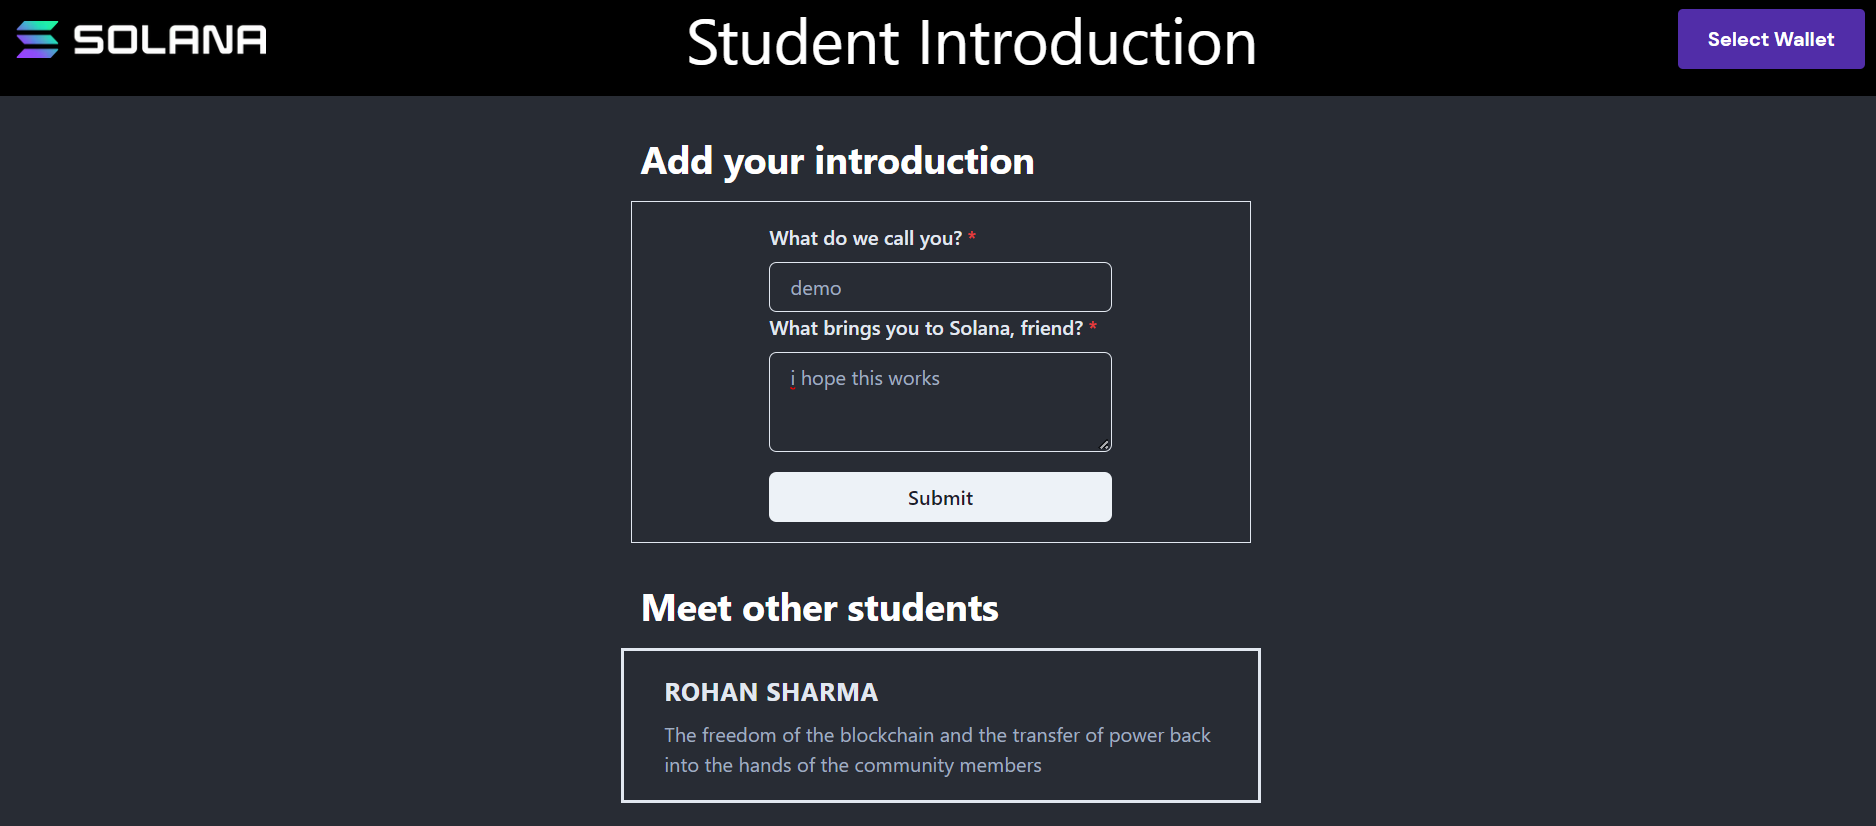 SOLANA
Student Introduction
Select Wallet
Add your introduction
What do we call you? *
demo
What brings you to Solana, friend? *
i hope this works
Submit
Meet other students
ROHAN SHARMA
The freedom of the blockchain and the transfer of power back
into the hands of the community members